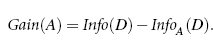 Gain(A) = Info(D) − Info_A(D).